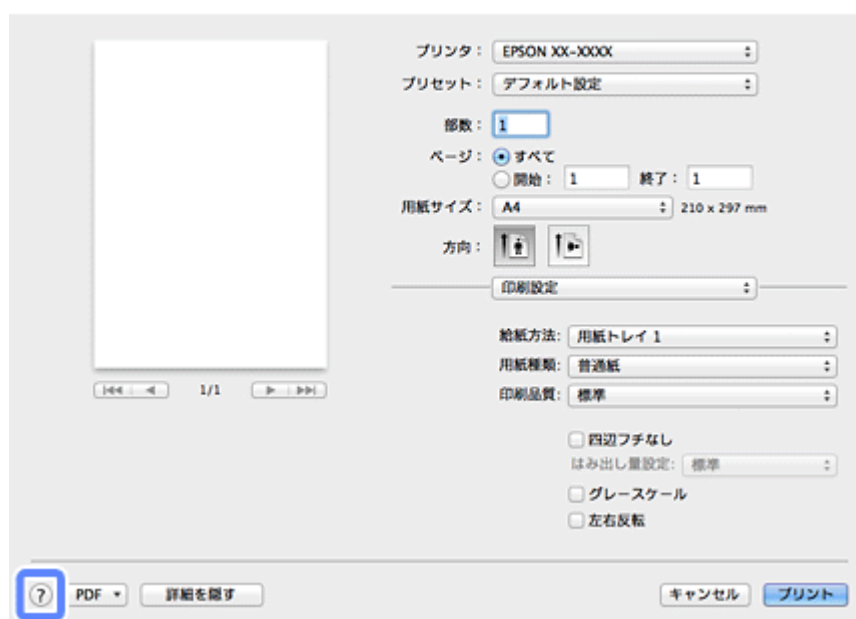 プリンタ： EPSON XX-XXXX
プリセット： デフォルト設定
部数： 1
ページ： すべて
開始： 1 終了： 1
用紙サイズ： A4 210 x 297 mm
方向：
印刷設定
給紙方法: 用紙トレイ 1
用紙種類: 普通紙
印刷品質: 標準
四辺フチなし
はみ出し量設定: 標準
グレースケール
左右反転
1/1
? PDF 詳細を隠す キャンセル プリント